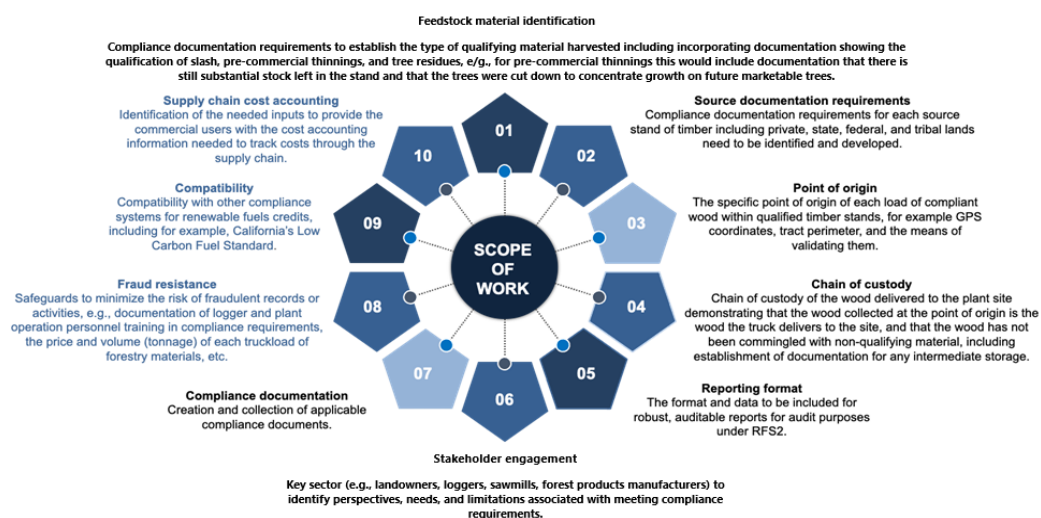 Feedstock material identification
Compliance documentation requirements to establish the type of qualifying material harvested including incorporating documentation showing the
qualification of slash, pre-commercial thinnings, and tree residues, e/g., for pre-commercial thinnings this would include documentation that there is
still substantial stock left in the stand and that the trees were cut down to concentrate growth on future marketable trees.
01
Source documentation requirements
Compliance documentation requirements for each source
stand of timber including private, state, federal, and tribal lands
need to be identified and developed.
02
Point of origin
The specific point of origin of each load of compliant
wood within qualified timber stands, for example GPS
coordinates, tract perimeter, and the means of
validating them.
03
Chain of custody
Chain of custody of the wood delivered to the plant site
demonstrating that the wood collected at the point of origin is the
wood the truck delivers to the site, and that the wood has not
been commingled with non-qualifying material, including
establishment of documentation for any intermediate storage.
04
Reporting format
The format and data to be included for
robust, auditable reports for audit purposes
under RFS2.
05
06
Stakeholder engagement
Key sector (e.g., landowners, loggers, sawmills, forest products manufacturers) to
identify perspectives, needs, and limitations associated with meeting compliance
requirements.
07
Compliance documentation
Creation and collection of applicable
compliance documents.
08
Fraud resistance
Safeguards to minimize the risk of fraudulent records or
activities, e.g., documentation of logger and plant
operation personnel training in compliance requirements,
the price and volume (tonnage) of each truckload of
forestry materials, etc.
09
Compatibility
Compatibility with other compliance
systems for renewable fuels credits,
including for example, California's Low
Carbon Fuel Standard.
10
Supply chain cost accounting
Identification of the needed inputs to provide the
commercial users with the cost accounting
information needed to track costs through the
supply chain.
SCOPE
OF
WORK